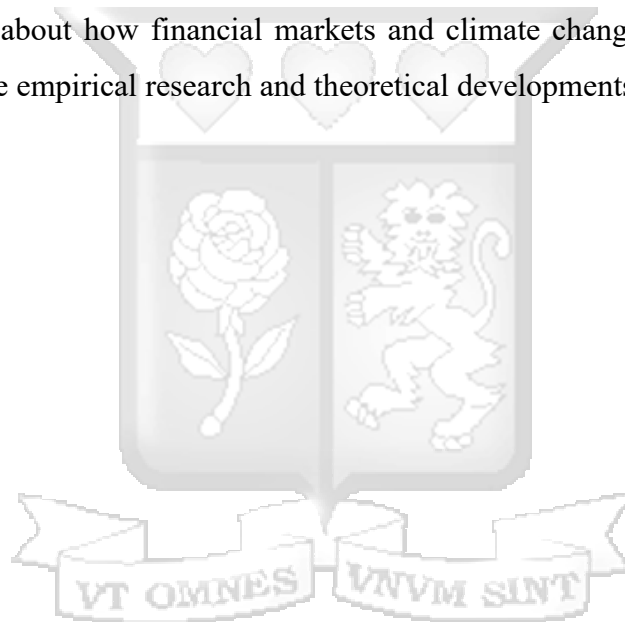 about how financial markets and climate chang
e empirical research and theoretical developments
VT OMNES VNVM SINT